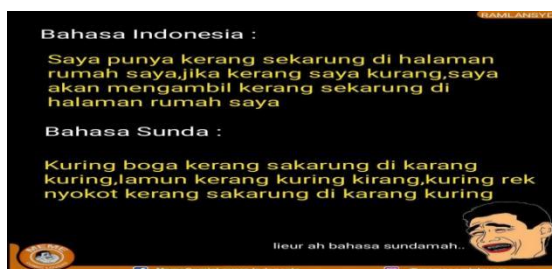 RAMLANSYD
Bahasa Indonesia :
Saya punya kerang sekarung di halaman
rumah saya,jika kerang saya kurang,saya
akan mengambil kerang sekarung di
halaman rumah saya
Bahasa Sunda :
Kuring boga kerang sakarung di karang
kuring,lamun kerang kuring kirang,kuring rek
nyokot kerang sakarung di karang kuring
lieur ah bahasa sundamah..